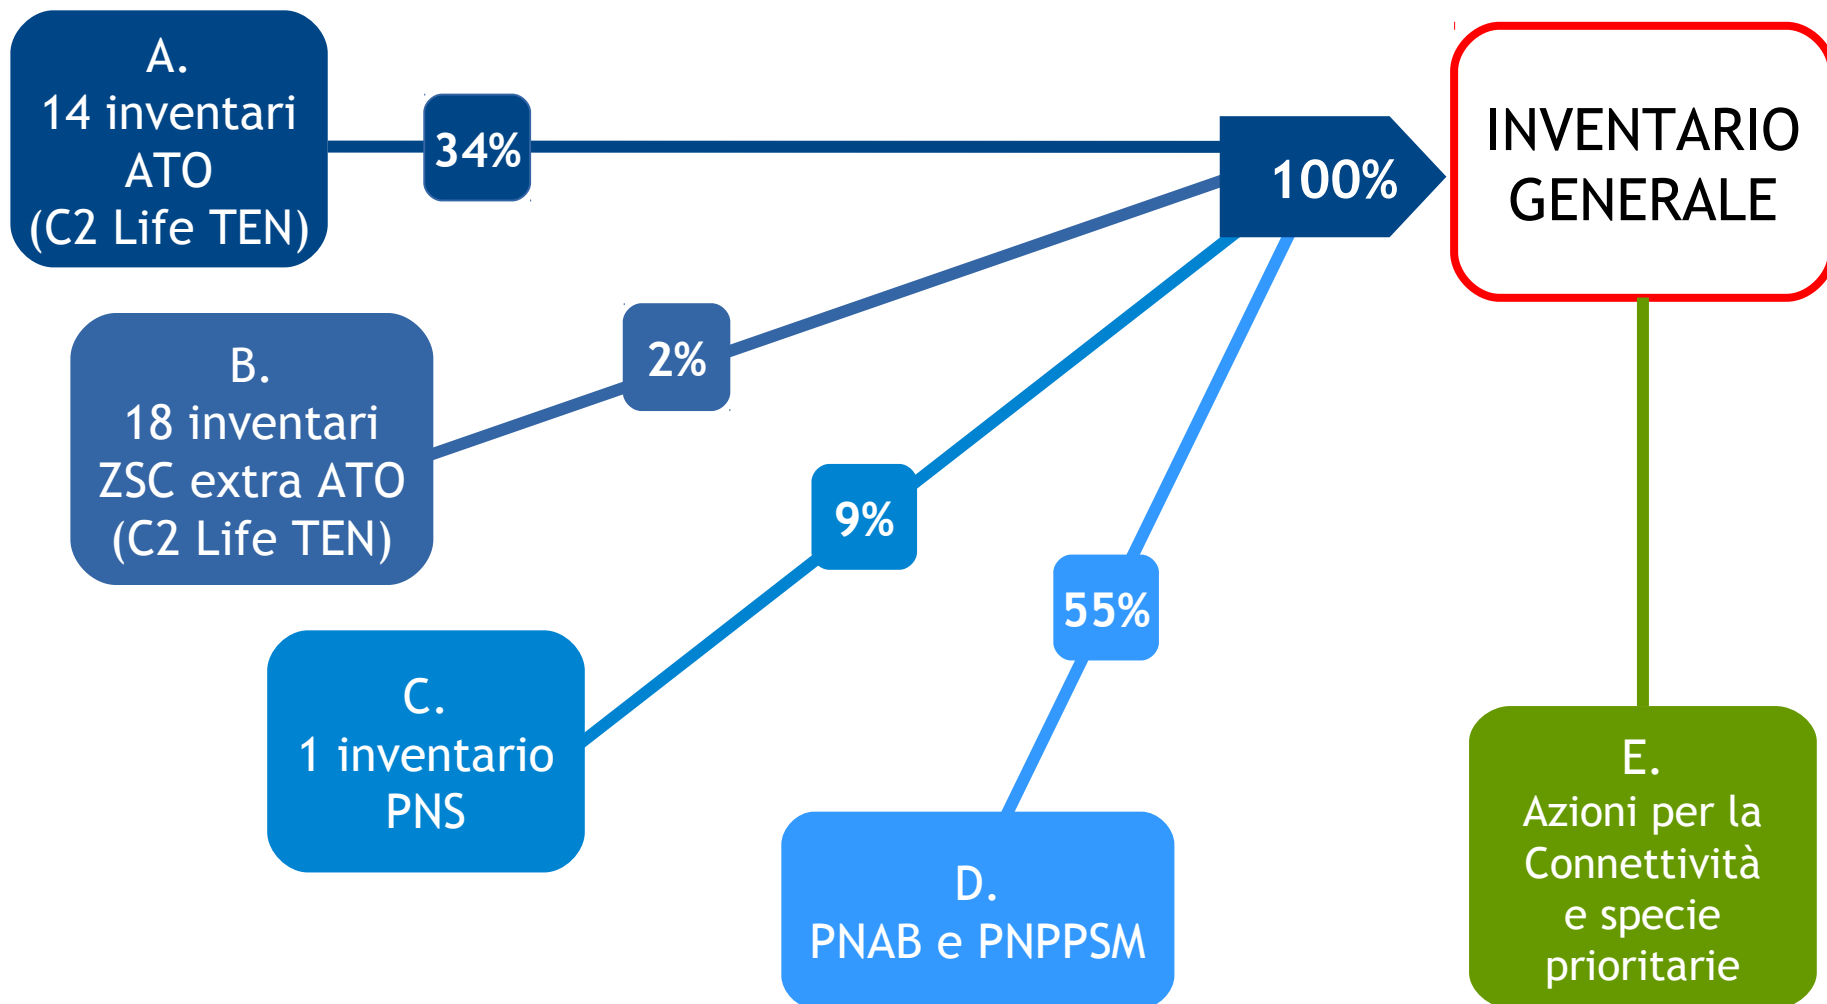 A.
14 inventari
ATO
(C2 Life TEN)
34%
100%
INVENTARIO
GENERALE
B.
18 inventari
ZSC extra ATO
(C2 Life TEN)
2%
9%
C.
1 inventario
PNS
55%
D.
PNAB e PNPPSM
E.
Azioni per la
Connettività
e specie
prioritarie